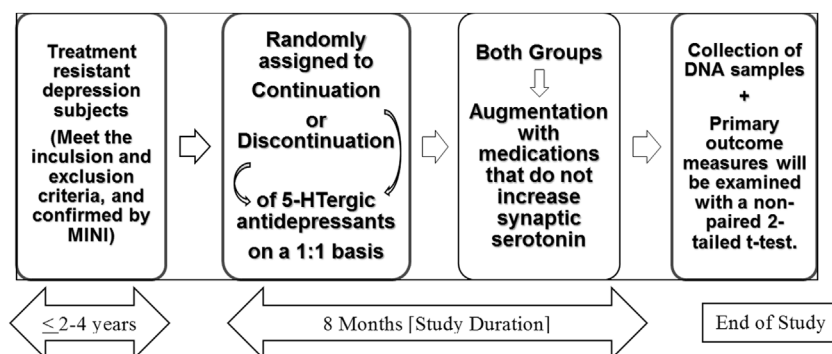 Treatment
resistant
depression
subjects
(Meet the
inculsion and
exclusion
criteria, and
confirmed by
MINI)
Randomly
assigned to
Continuation
or
Discontinuation
of 5-HTergic
antidepressants
on a 1:1 basis
Both Groups
Augmentation
with
medications
that do not
increase
synaptic
serotonin
Collection of
DNA samples
+
Primary
outcome
measures will
be examined
with a non-
paired 2-
tailed t-test.
≤ 2-4 years
8 Months [Study Duration]
End of Study